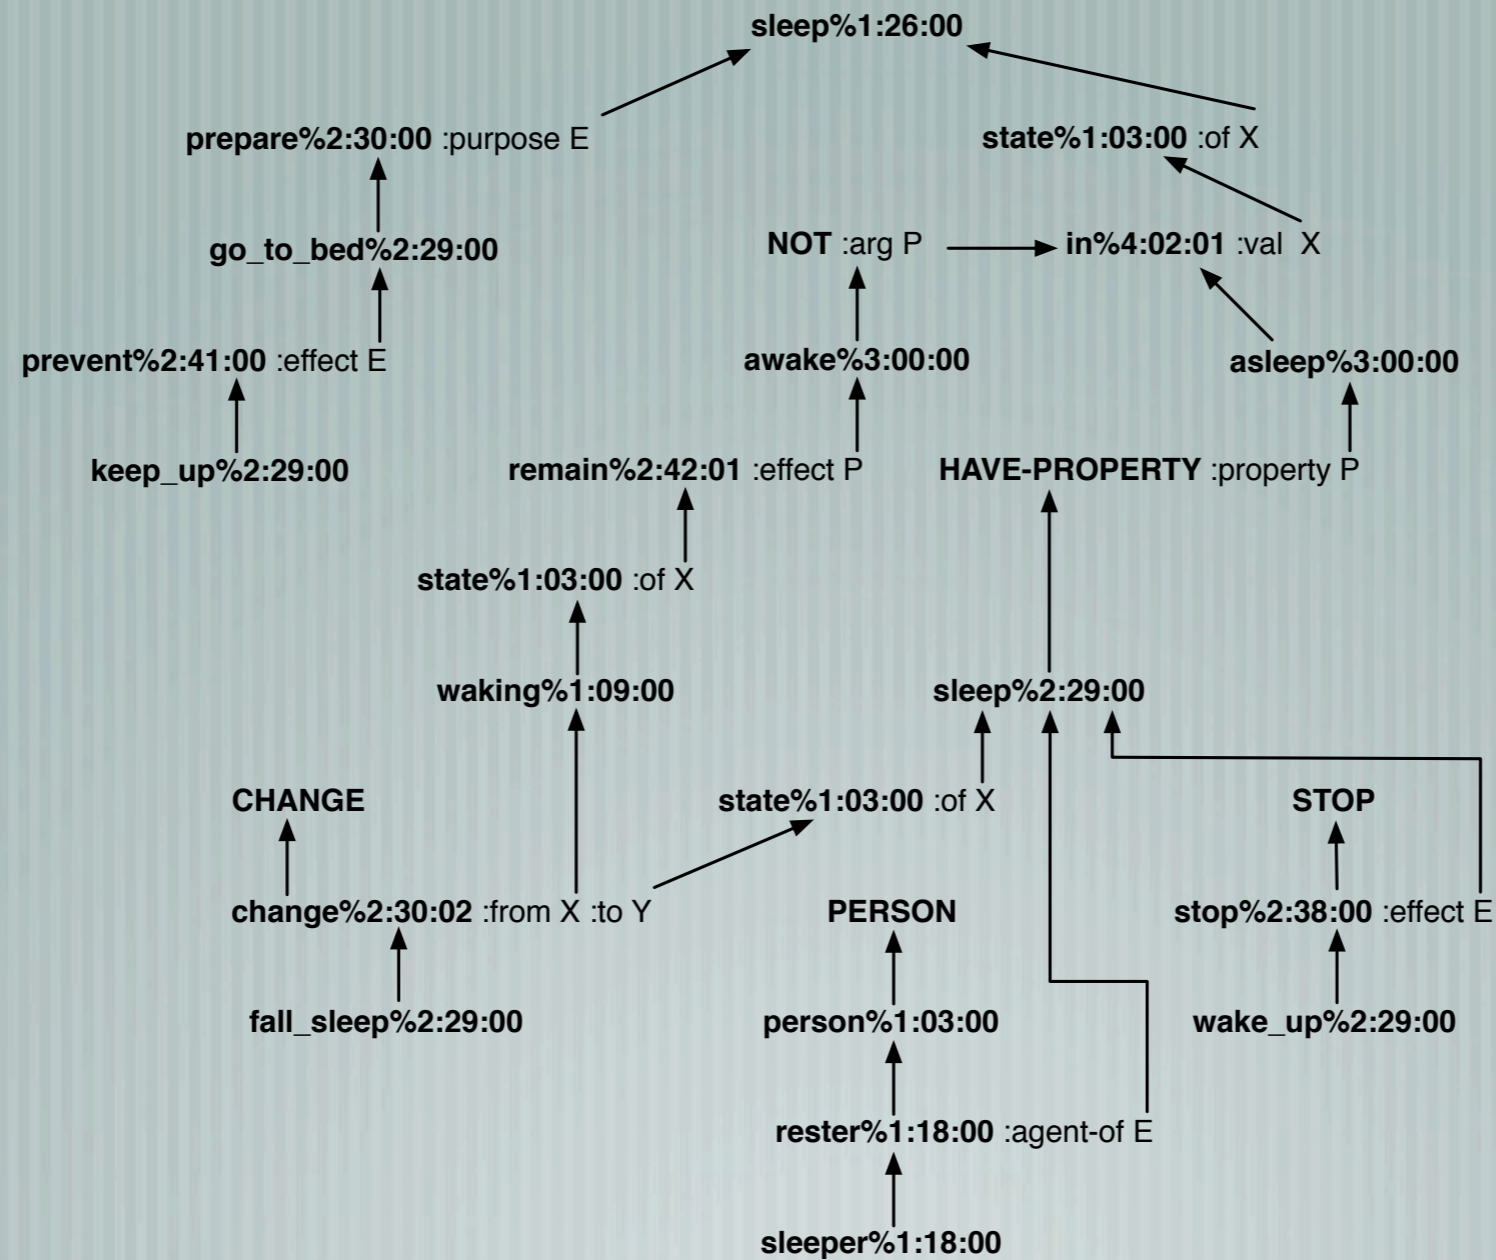 sleep%1:26:00
prepare%2:30:00 :purpose E
state%1:03:00 :of X
go_to_bed%2:29:00
NOT :arg P
in%4:02:01 :val X
prevent%2:41:00 :effect E
awake%3:00:00
asleep%3:00:00
keep_up%2:29:00
remain%2:42:01 :effect P
HAVE-PROPERTY :property P
state%1:03:00 :of X
waking%1:09:00
sleep%2:29:00
CHANGE
state%1:03:00 :of X
STOP
change%2:30:02 :from X :to Y
PERSON
stop%2:38:00 :effect E
fall_sleep%2:29:00
person%1:03:00
wake_up%2:29:00
rester%1:18:00 :agent-of E
sleeper%1:18:00